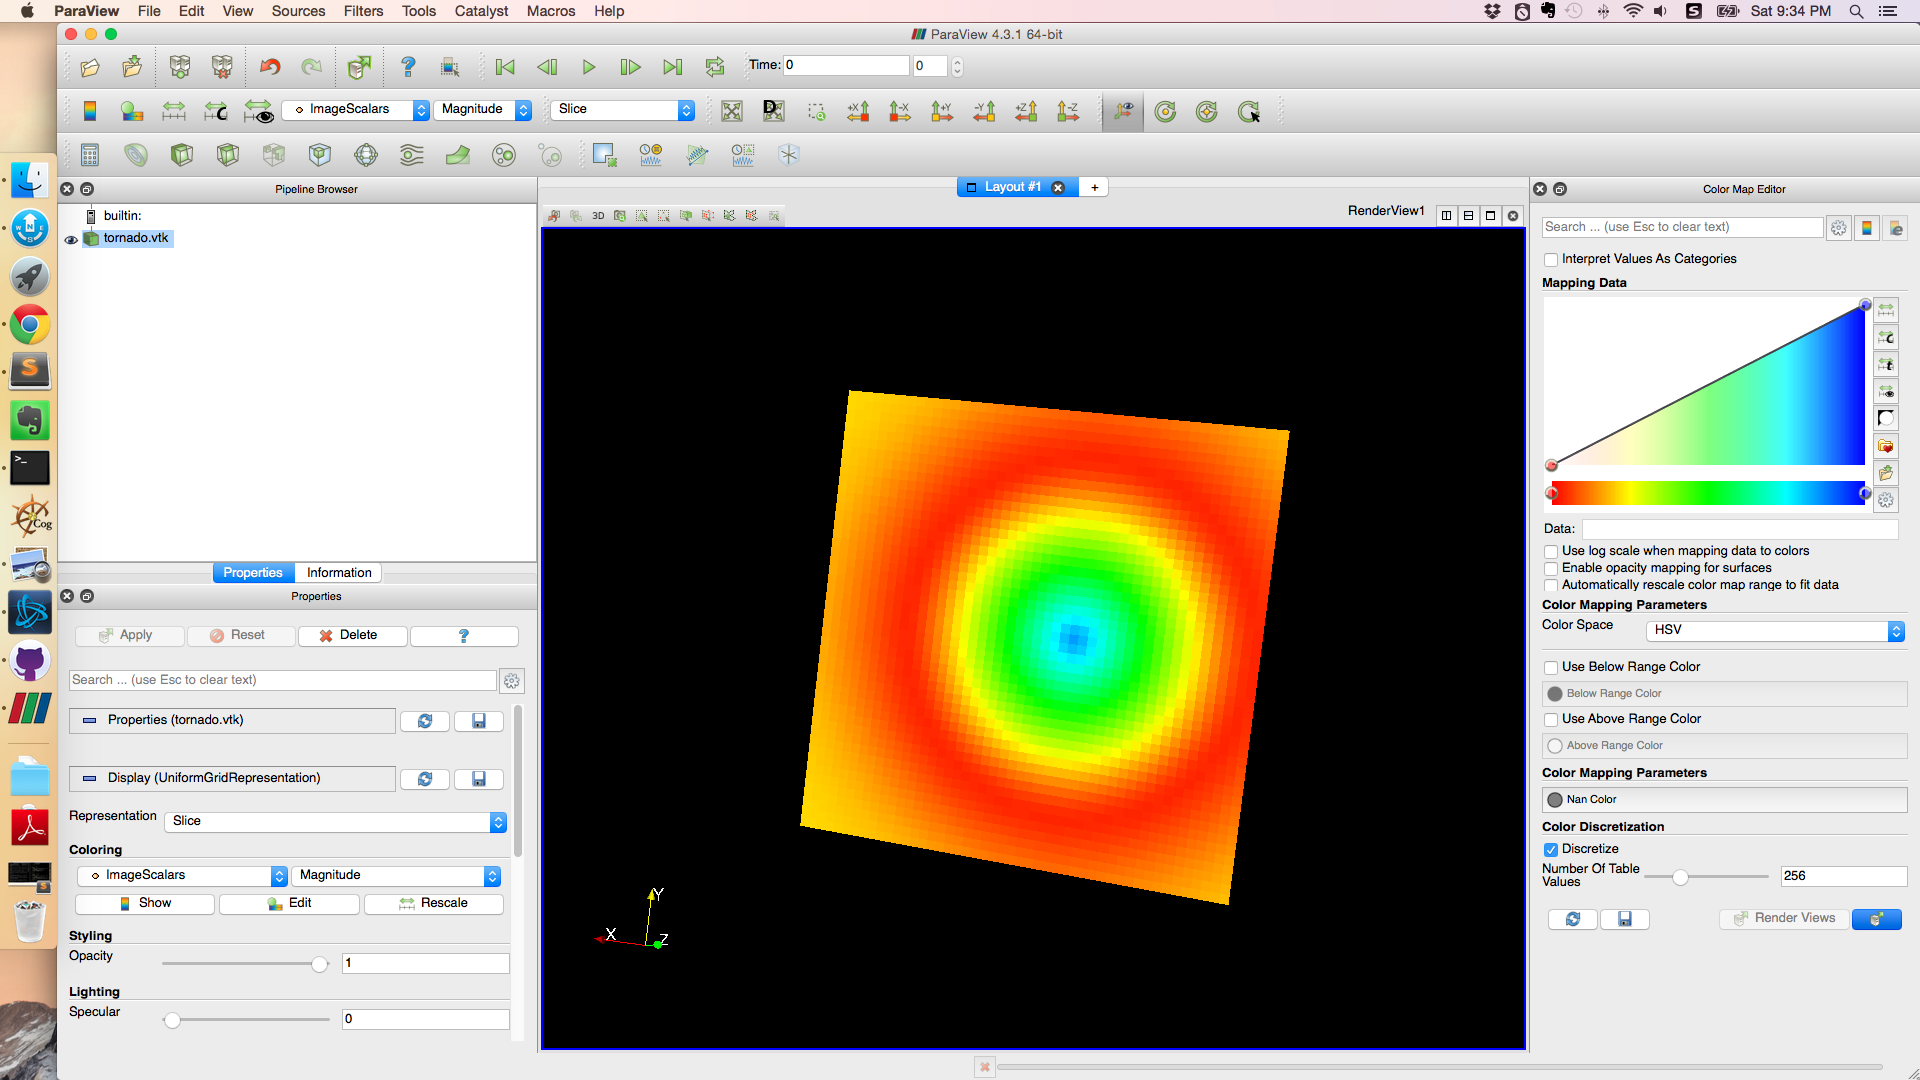 ParaView File Edit View Sources Filters Tools Catalyst Macros Help Sat 9:34 PM
ParaView 4.3.1 64-bit
Time: 0 0
ImageScalars Magnitude Slice
Pipeline Browser
Layout #1 +
Color Map Editor
builtin:
tornado.vtk
3D
RenderView1
Search ... (use Esc to clear text)
Interpret Values As Categories
Mapping Data
Data:
Use log scale when mapping data to colors
Enable opacity mapping for surfaces
Automatically rescale color map range to fit data
Color Mapping Parameters
Color Space HSV
Use Below Range Color
Below Range Color
Use Above Range Color
Above Range Color
Color Mapping Parameters
Nan Color
Color Discretization
Discretize
Number Of Table
Values
256
Render Views
Properties Information
Properties
Apply Reset Delete ?
Search ... (use Esc to clear text)
Properties (tornado.vtk)
Display (UniformGridRepresentation)
Representation Slice
Coloring
ImageScalars Magnitude
Show Edit Rescale
Styling
Opacity 1
Lighting
Specular 0
Y
X
Z
Cog